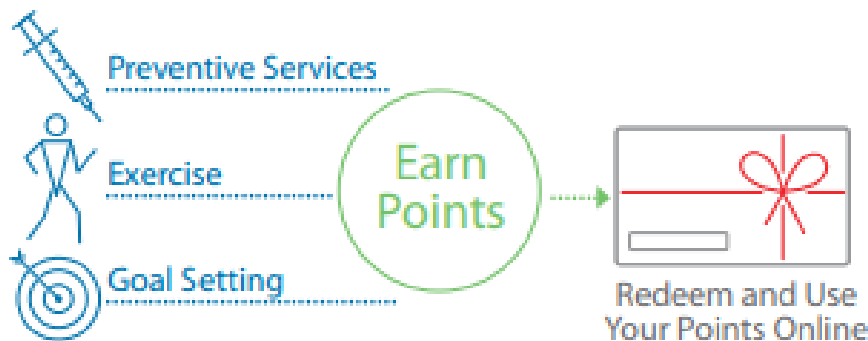 Preventive Services
Exercise
Goal Setting
Earn
Points
Redeem and Use
Your Points Online